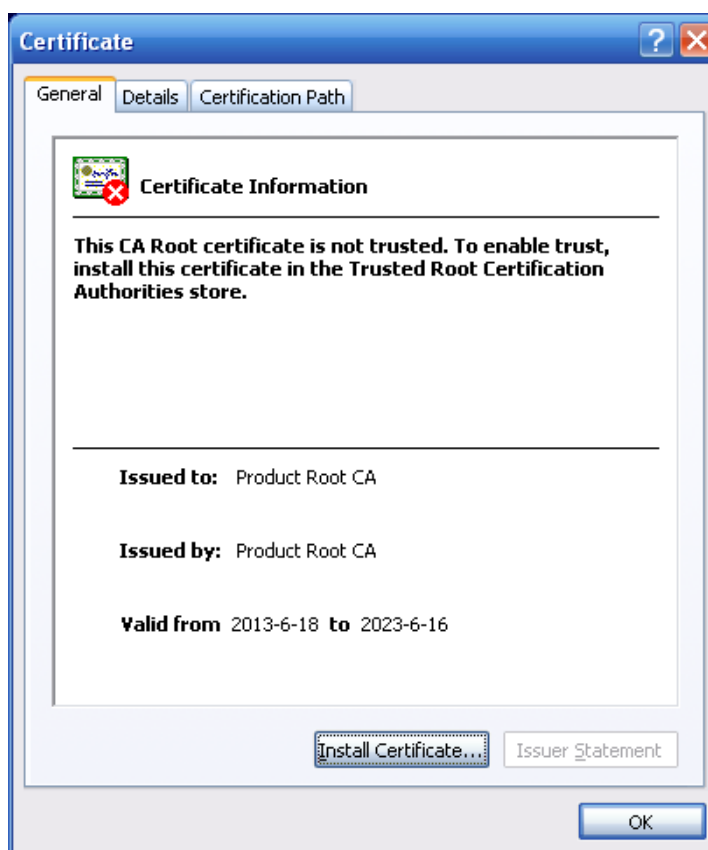 Certificate
General Details Certification Path
Certificate Information
This CA Root certificate is not trusted. To enable trust,
install this certificate in the Trusted Root Certification
Authorities store.
Issued to: Product Root CA
Issued by: Product Root CA
Valid from 2013-6-18 to 2023-6-16
Install Certificate... Issuer Statement
OK